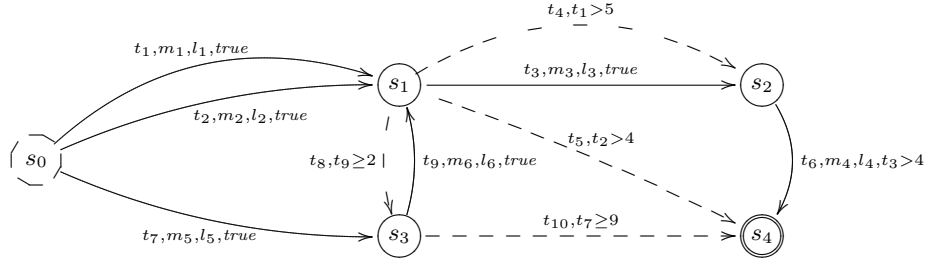 t₄,t₁>5
t₁,m₁,l₁,true
t₃,m₃,l₃,true
s₁
s₂
t₂,m₂,l₂,true
t₅,t₂>4
s₀
t₈,t₉≥2
t₉,m₆,l₆,true
t₆,m₄,l₄,t₃>4
t₁₀,t₇≥9
t₇,m₅,l₅,true
s₃
s₄